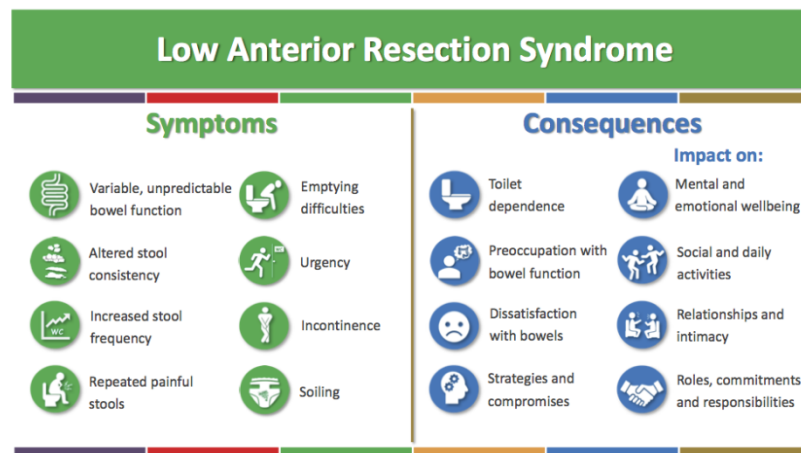 Low Anterior Resection Syndrome
Symptoms
Variable, unpredictable
bowel function
Altered stool
consistency
Increased stool
frequency
WC
Repeated painful
stools
Emptying
difficulties
Urgency
Incontinence
Soiling
Consequences
Toilet
dependence
Preoccupation with
bowel function
Dissatisfaction
with bowels
Strategies and
compromises
Impact on:
Mental and
emotional wellbeing
Social and daily
activities
Relationships and
intimacy
Roles, commitments
and responsibilities